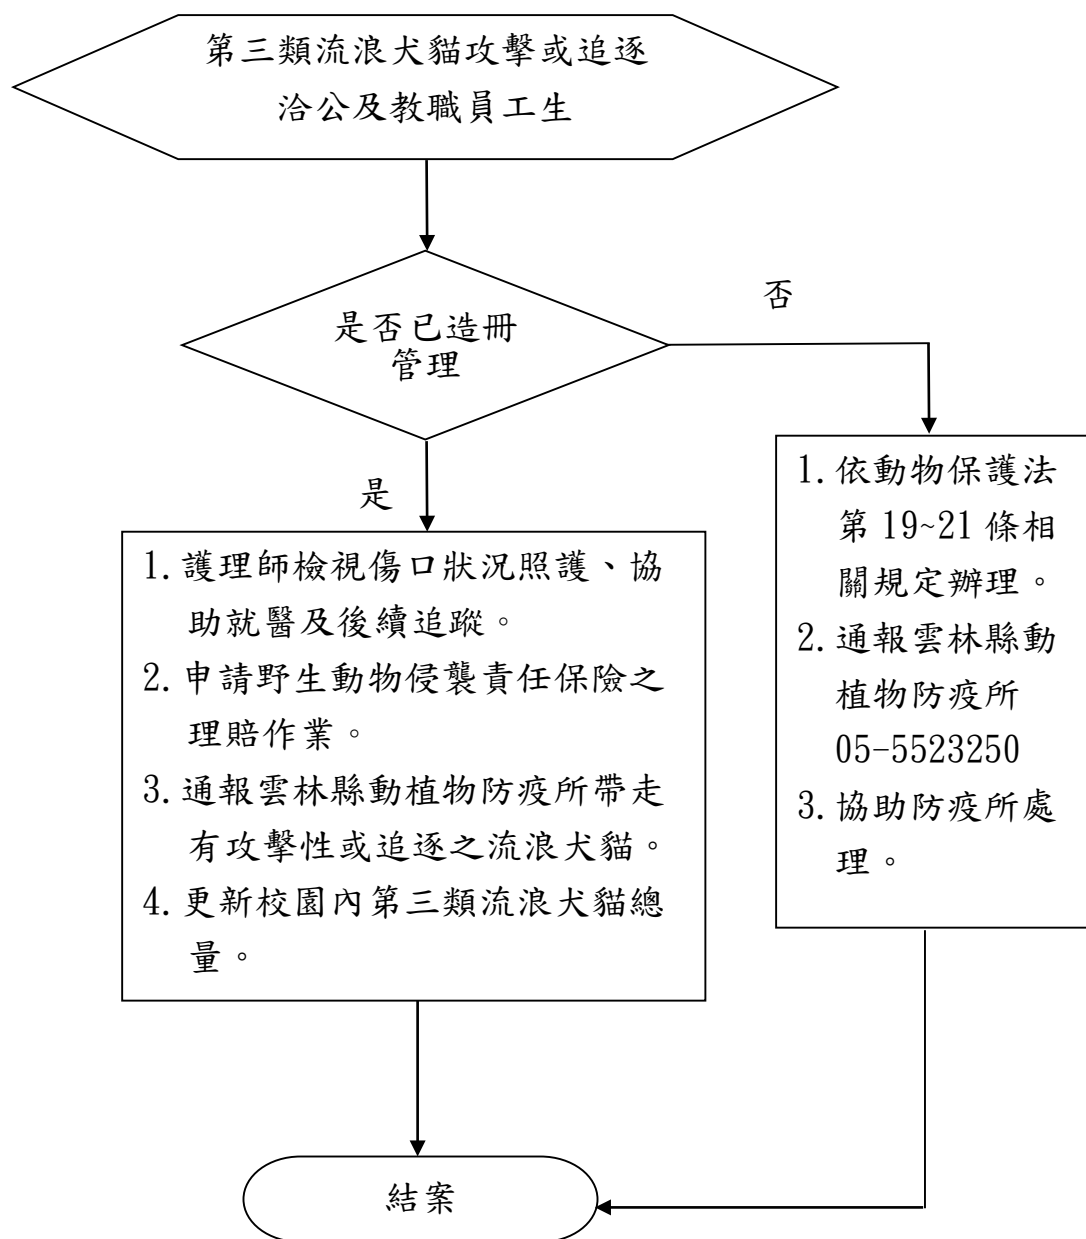 第三類流浪犬貓攻擊或追逐
洽公及教職員工生
是否已造冊
管理
否
是
1.護理師檢視傷口狀況照護、協
助就醫及後續追蹤。
2.申請野生動物侵襲責任保險之
理賠作業。
3.通報雲林縣動植物防疫所帶走
有攻擊性或追逐之流浪犬貓。
4.更新校園內第三類流浪犬貓總
量。
1.依動物保護法
第 19~21 條相
關規定辦理。
2.通報雲林縣動
植物防疫所
05-5523250
3.協助防疫所處
理。
結案